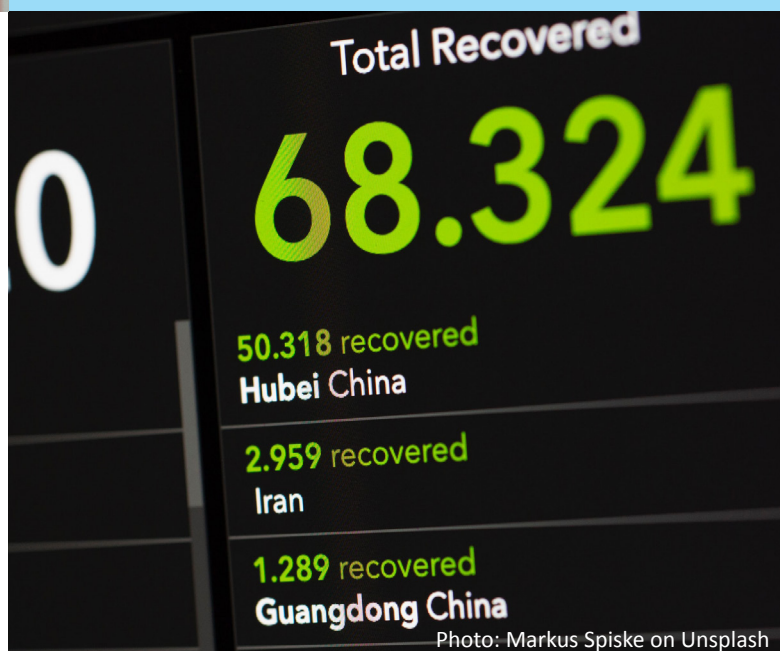 0
Total Recovered
68.324
50.318 recovered
Hubei China
2.959 recovered
Iran
1.289 recovered
Guangdong China
Photo: Markus Spiske on Unsplash